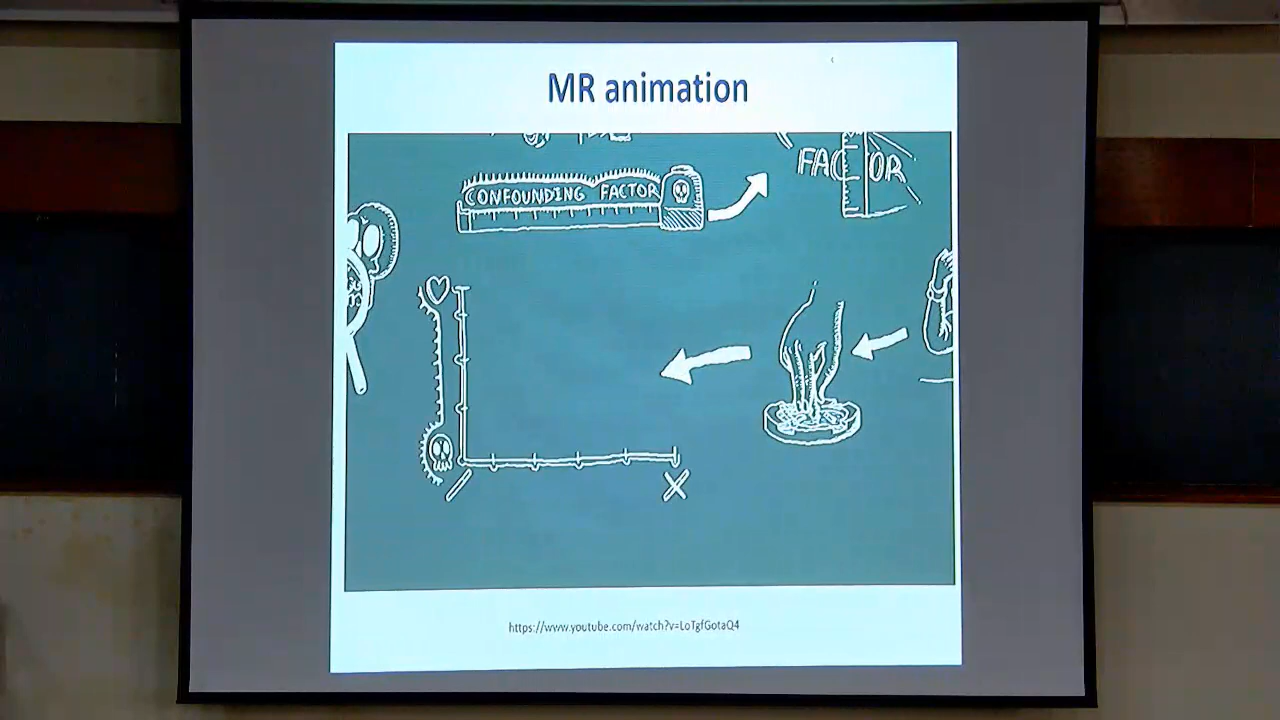 MR animation
CONFOUNDING FACTOR
FACTOR
https://www.youtube.com/watch?v=LoTgfGotaQ4